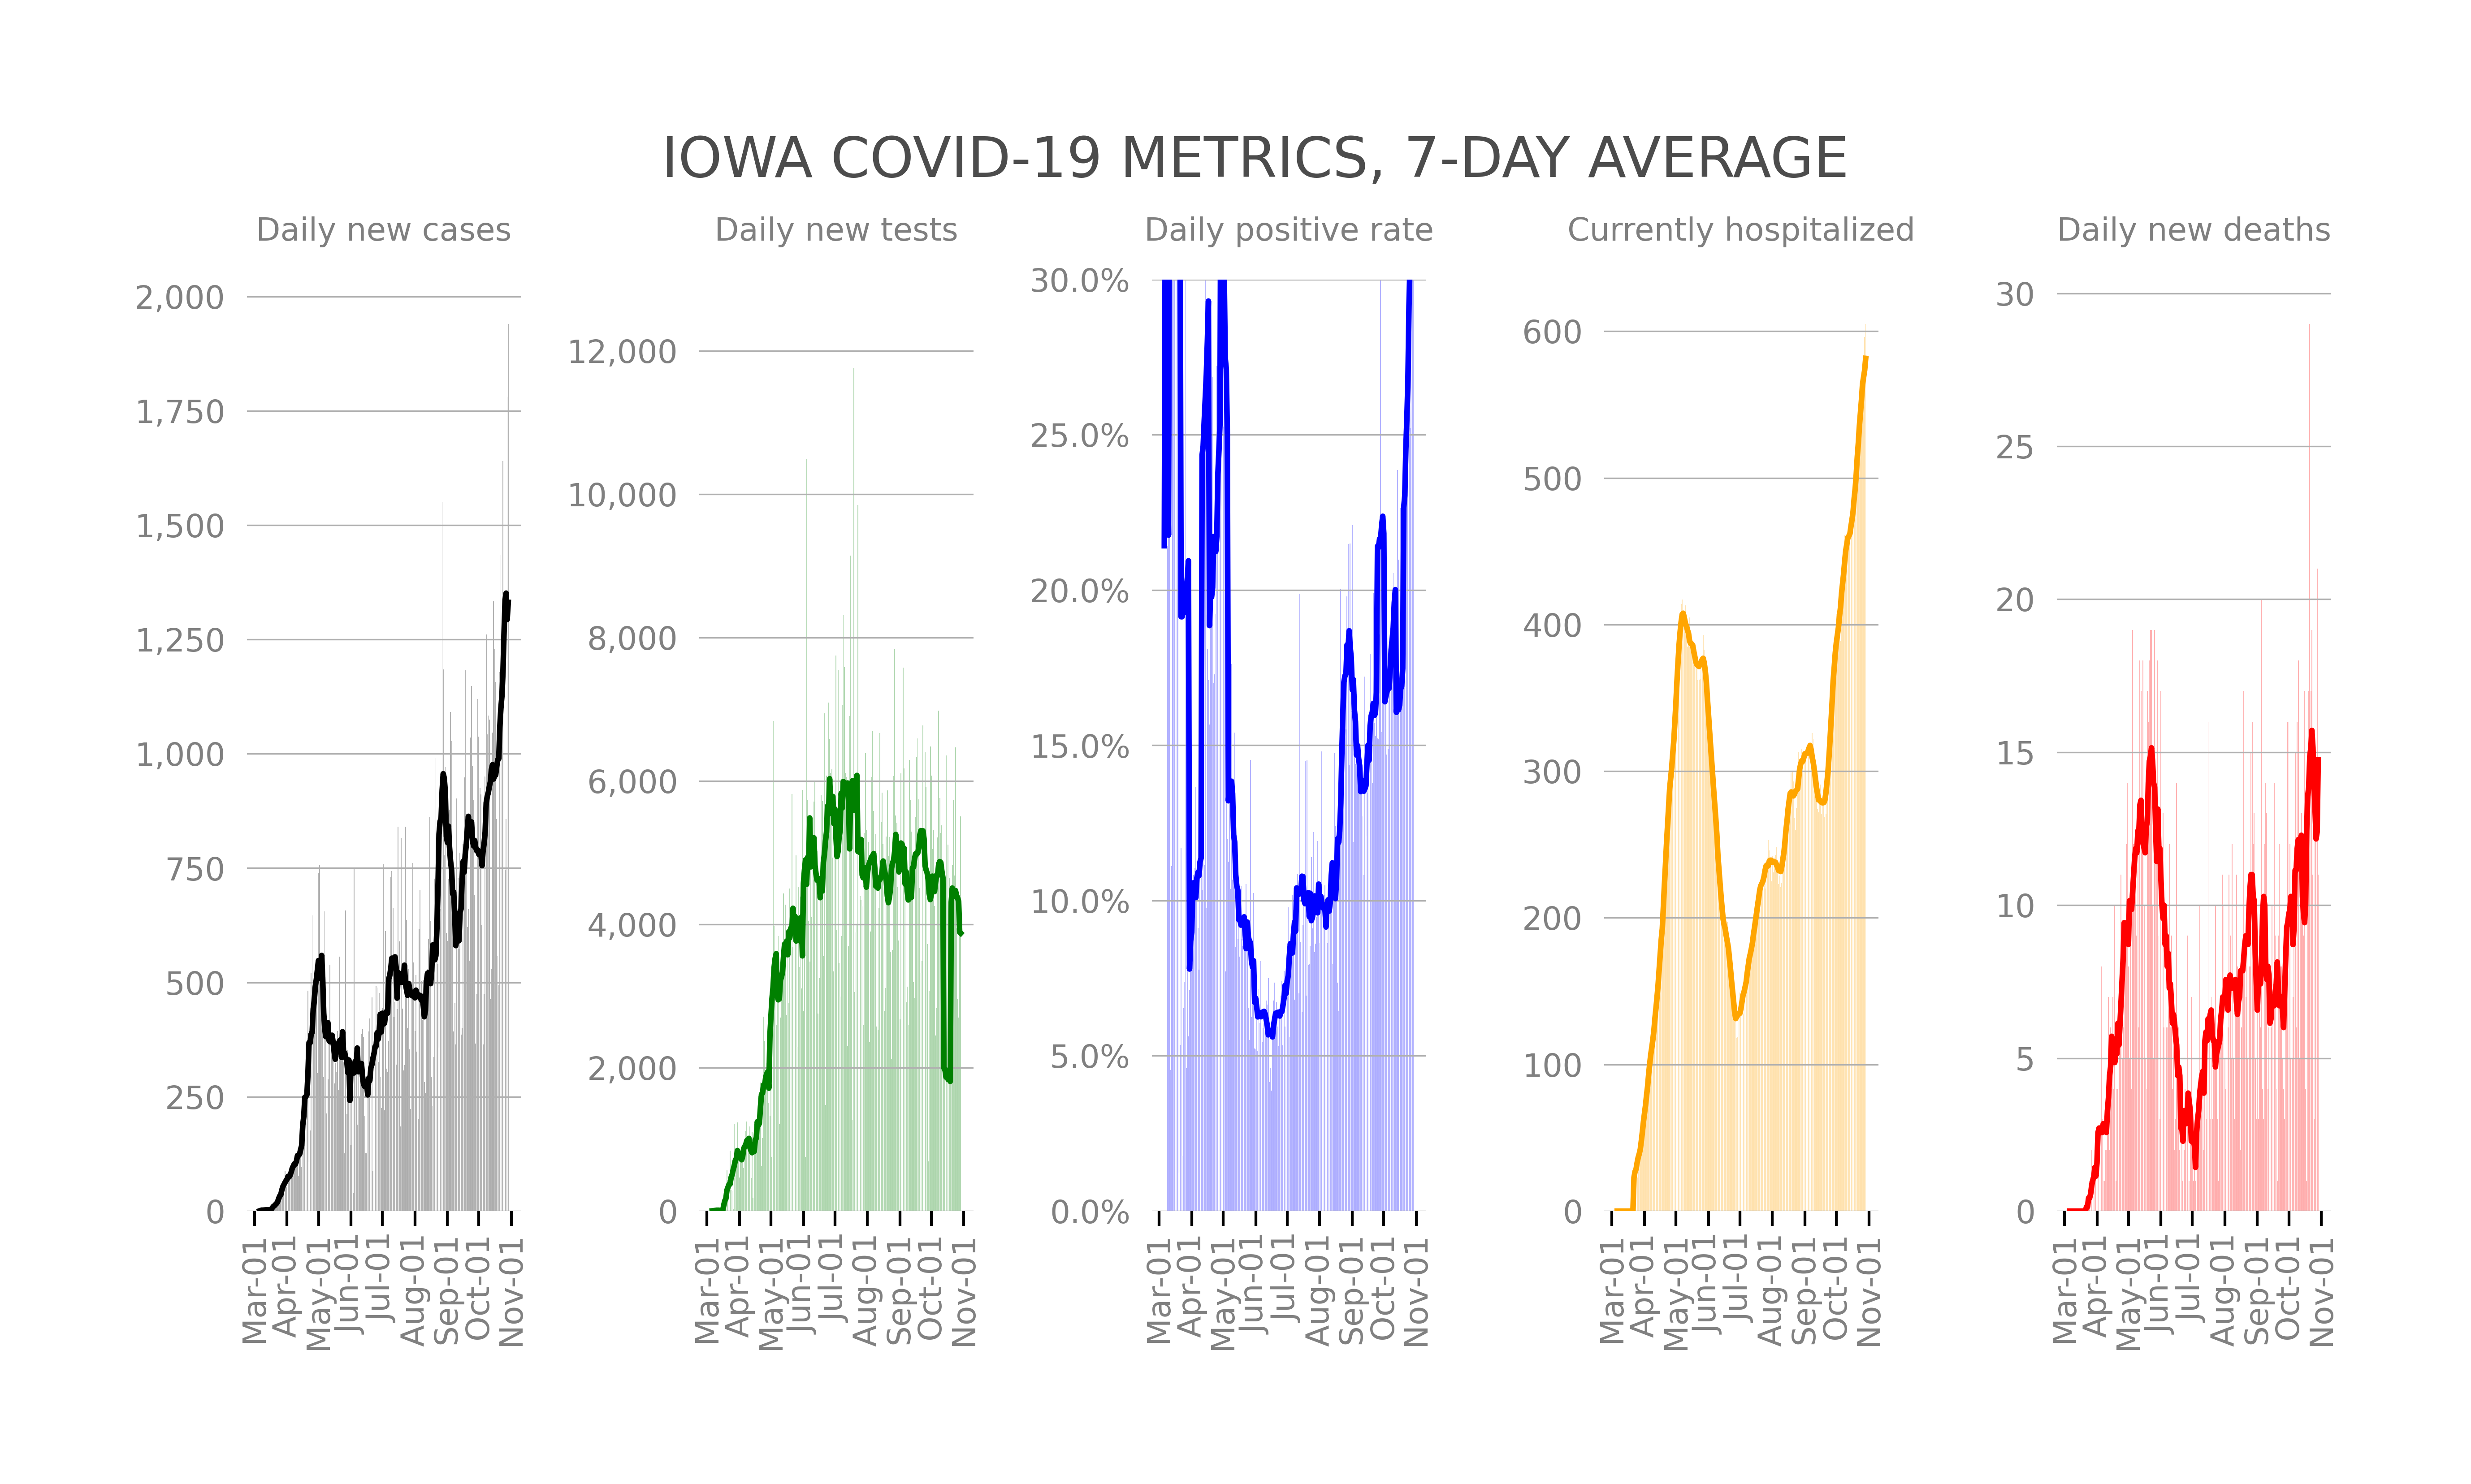 IOWA COVID-19 METRICS, 7-DAY AVERAGE
Daily new cases
2,000
1,750
1,500
1,250
1,000
750
500
250
0
Mar-01
Apr-01
May-01
Jun-01
Jul-01
Aug-01
Sep-01
Oct-01
Nov-01
Daily new tests
12,000
10,000
8,000
6,000
4,000
2,000
0
Mar-01
Apr-01
May-01
Jun-01
Jul-01
Aug-01
Sep-01
Oct-01
Nov-01
Daily positive rate
30.0%
25.0%
20.0%
15.0%
10.0%
5.0%
0.0%
Mar-01
Apr-01
May-01
Jun-01
Jul-01
Aug-01
Sep-01
Oct-01
Nov-01
Currently hospitalized
600
500
400
300
200
100
0
Mar-01
Apr-01
May-01
Jun-01
Jul-01
Aug-01
Sep-01
Oct-01
Nov-01
Daily new deaths
30
25
20
15
10
5
0
Mar-01
Apr-01
May-01
Jun-01
Jul-01
Aug-01
Sep-01
Oct-01
Nov-01